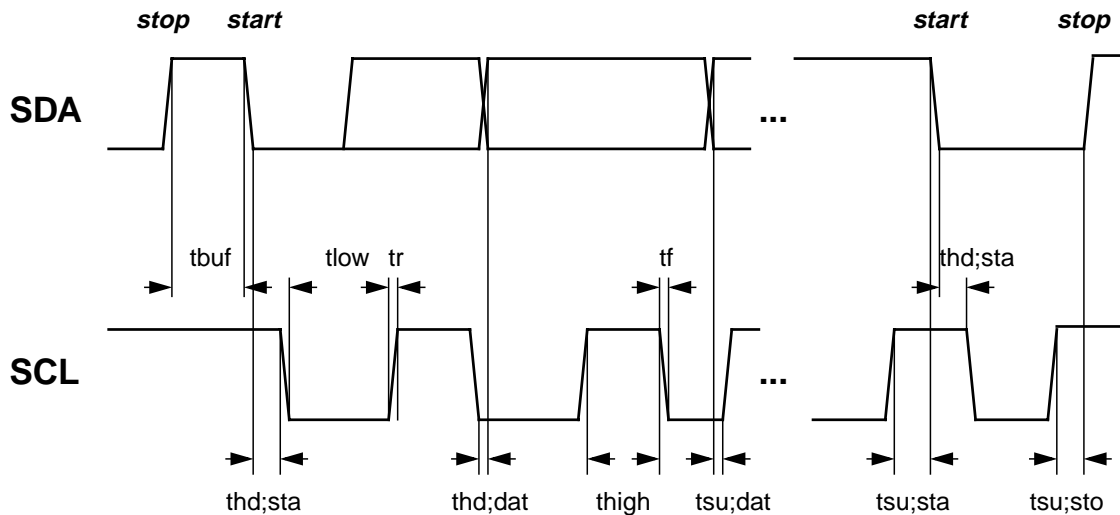 stop start start stop
SDA ...
tbuf tlow tr tf thd;sta
SCL ...
thd;sta thd;dat thigh tsu;dat tsu;sta tsu;sto